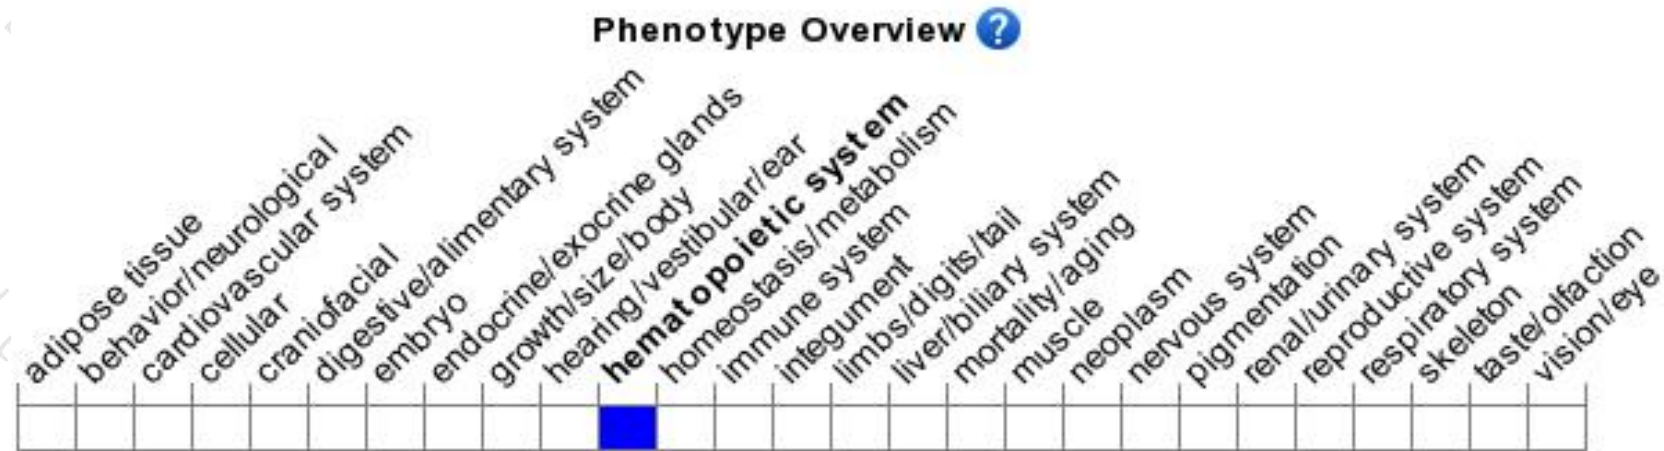 Phenotype Overview ?
adipose tissue
behavior/neurological
cardiovascular system
cellular
craniofacial
digestive/alimentary system
embryo
endocrine/exocrine glands
growth/size/body
hearing/vestibular/ear
hematopoietic system
homeostasis/metabolism
immune system
integument
limbs/digits/tail
liver/biliary system
mortality/aging
muscle
neoplasm
nervous system
pigmentation
renal/urinary system
reproductive system
respiratory system
skeleton
taste/olfaction
vision/eye